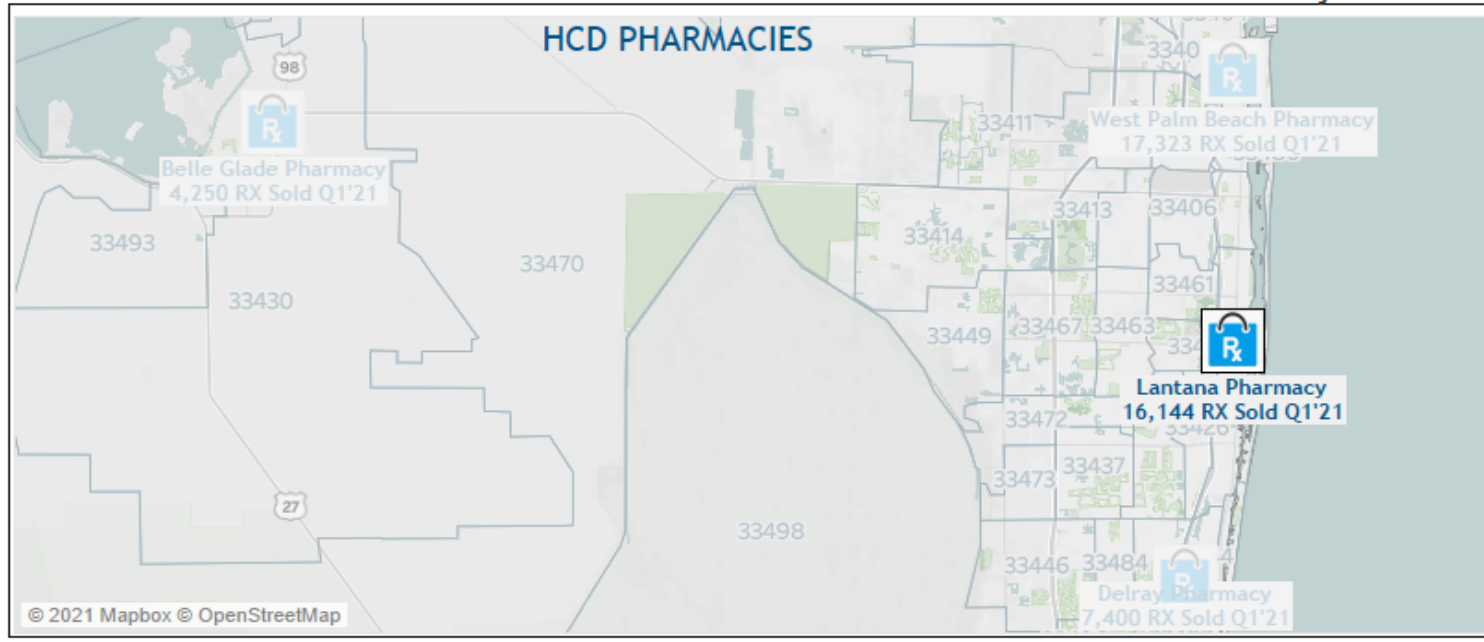 HCD PHARMACIES
98
3340
33411
West Palm Beach Pharmacy
17,323 RX Sold Q1'21
Belle Glade Pharmacy
4,250 RX Sold Q1'21
33413
33406
33493
33414
33470
33461
33430
33449
33467
33463
Rx
Lantana Pharmacy
16,144 RX Sold Q1'21
33472
33426
33437
33473
27
33498
33446
33484
Delray Pharmacy
7,400 RX Sold Q1'21
© 2021 Mapbox © OpenStreetMap